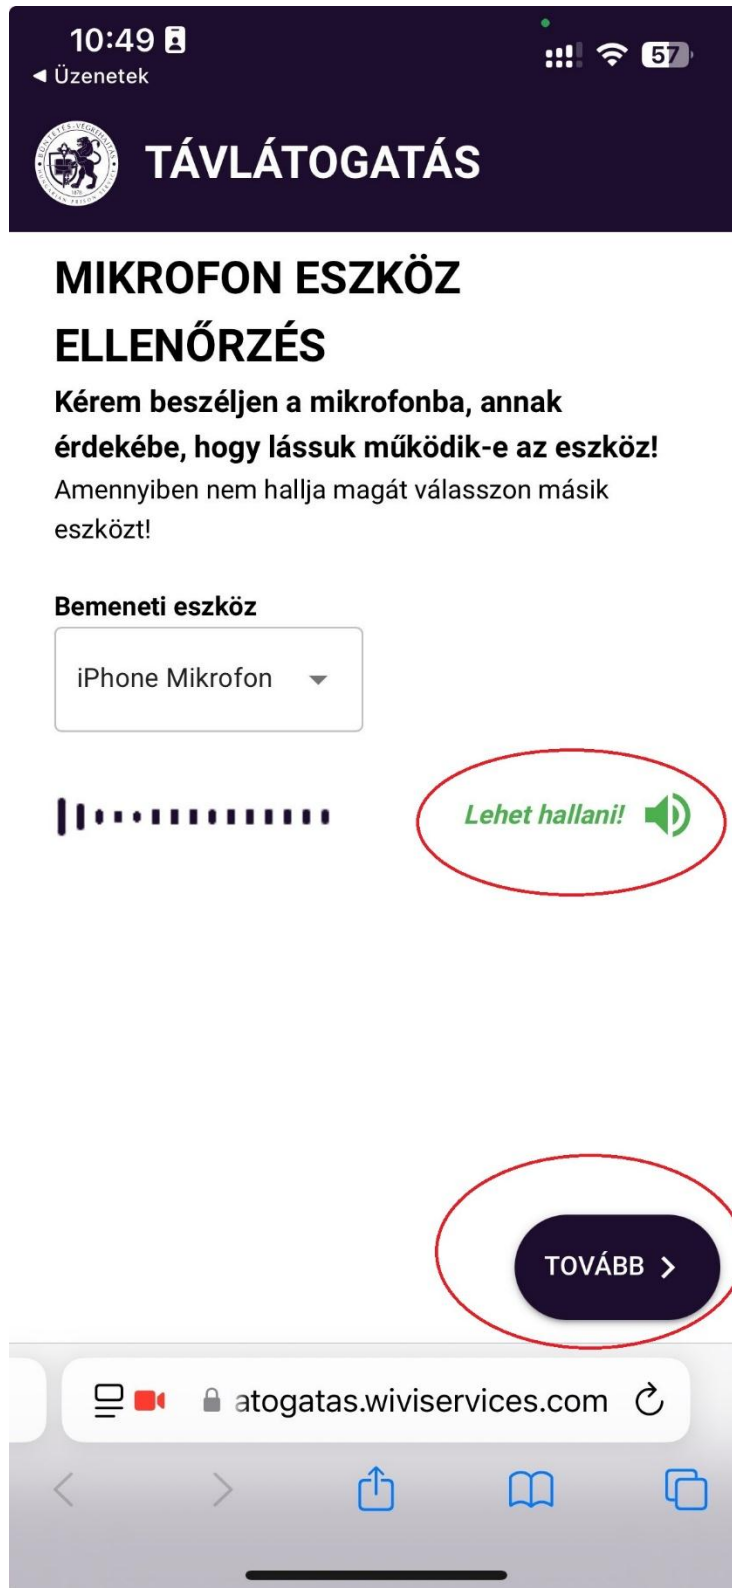 10:49
57
Üzenetek
TÁVLÁTOGATÁS
MIKROFON ESZKÖZ
ELLENŐRZÉS
Kérem beszéljen a mikrofonba, annak
érdekébe, hogy lássuk működik-e az eszköz!
Amennyiben nem hallja magát válasszon másik
eszközt!
Bemeneti eszköz
iPhone Mikrofon
Lehet hallani!
TOVÁBB
atogatas.wiviservices.com